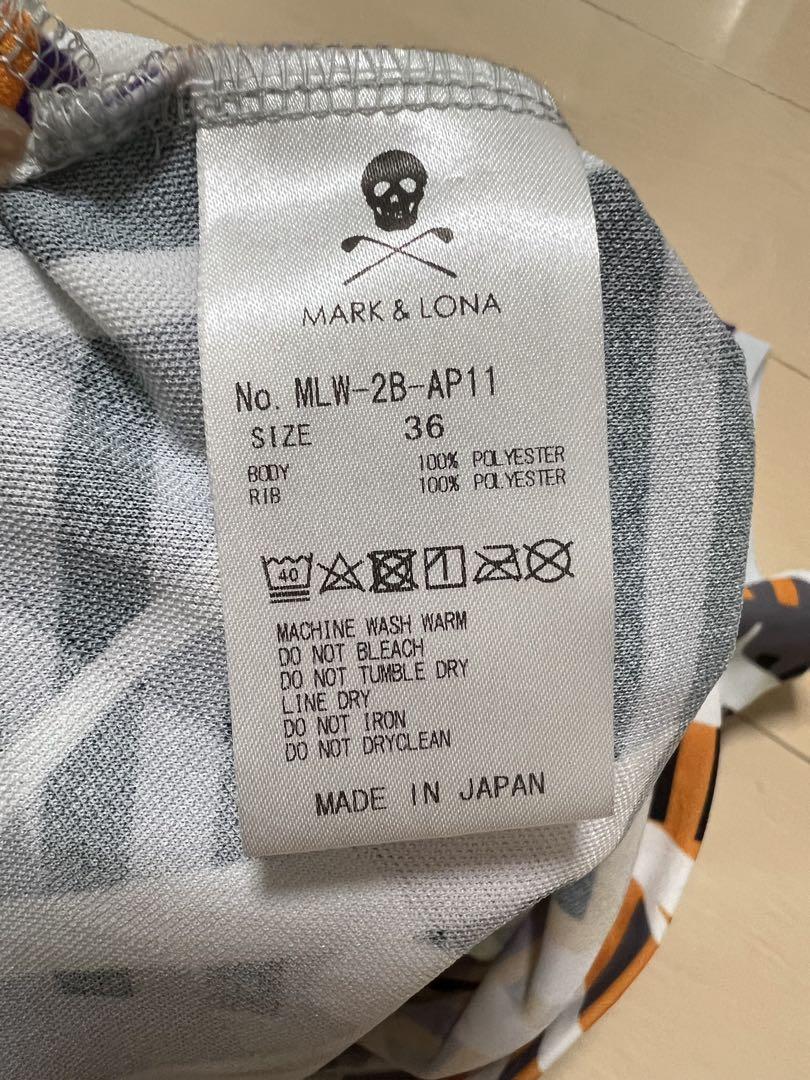 MARK & LONA
No. MLW-2B-AP11
SIZE 36
BODY 100% POLYESTER
RIB 100% POLYESTER
40
MACHINE WASH WARM
DO NOT BLEACH
DO NOT TUMBLE DRY
LINE DRY
DO NOT IRON
DO NOT DRYCLEAN
MADE IN JAPAN